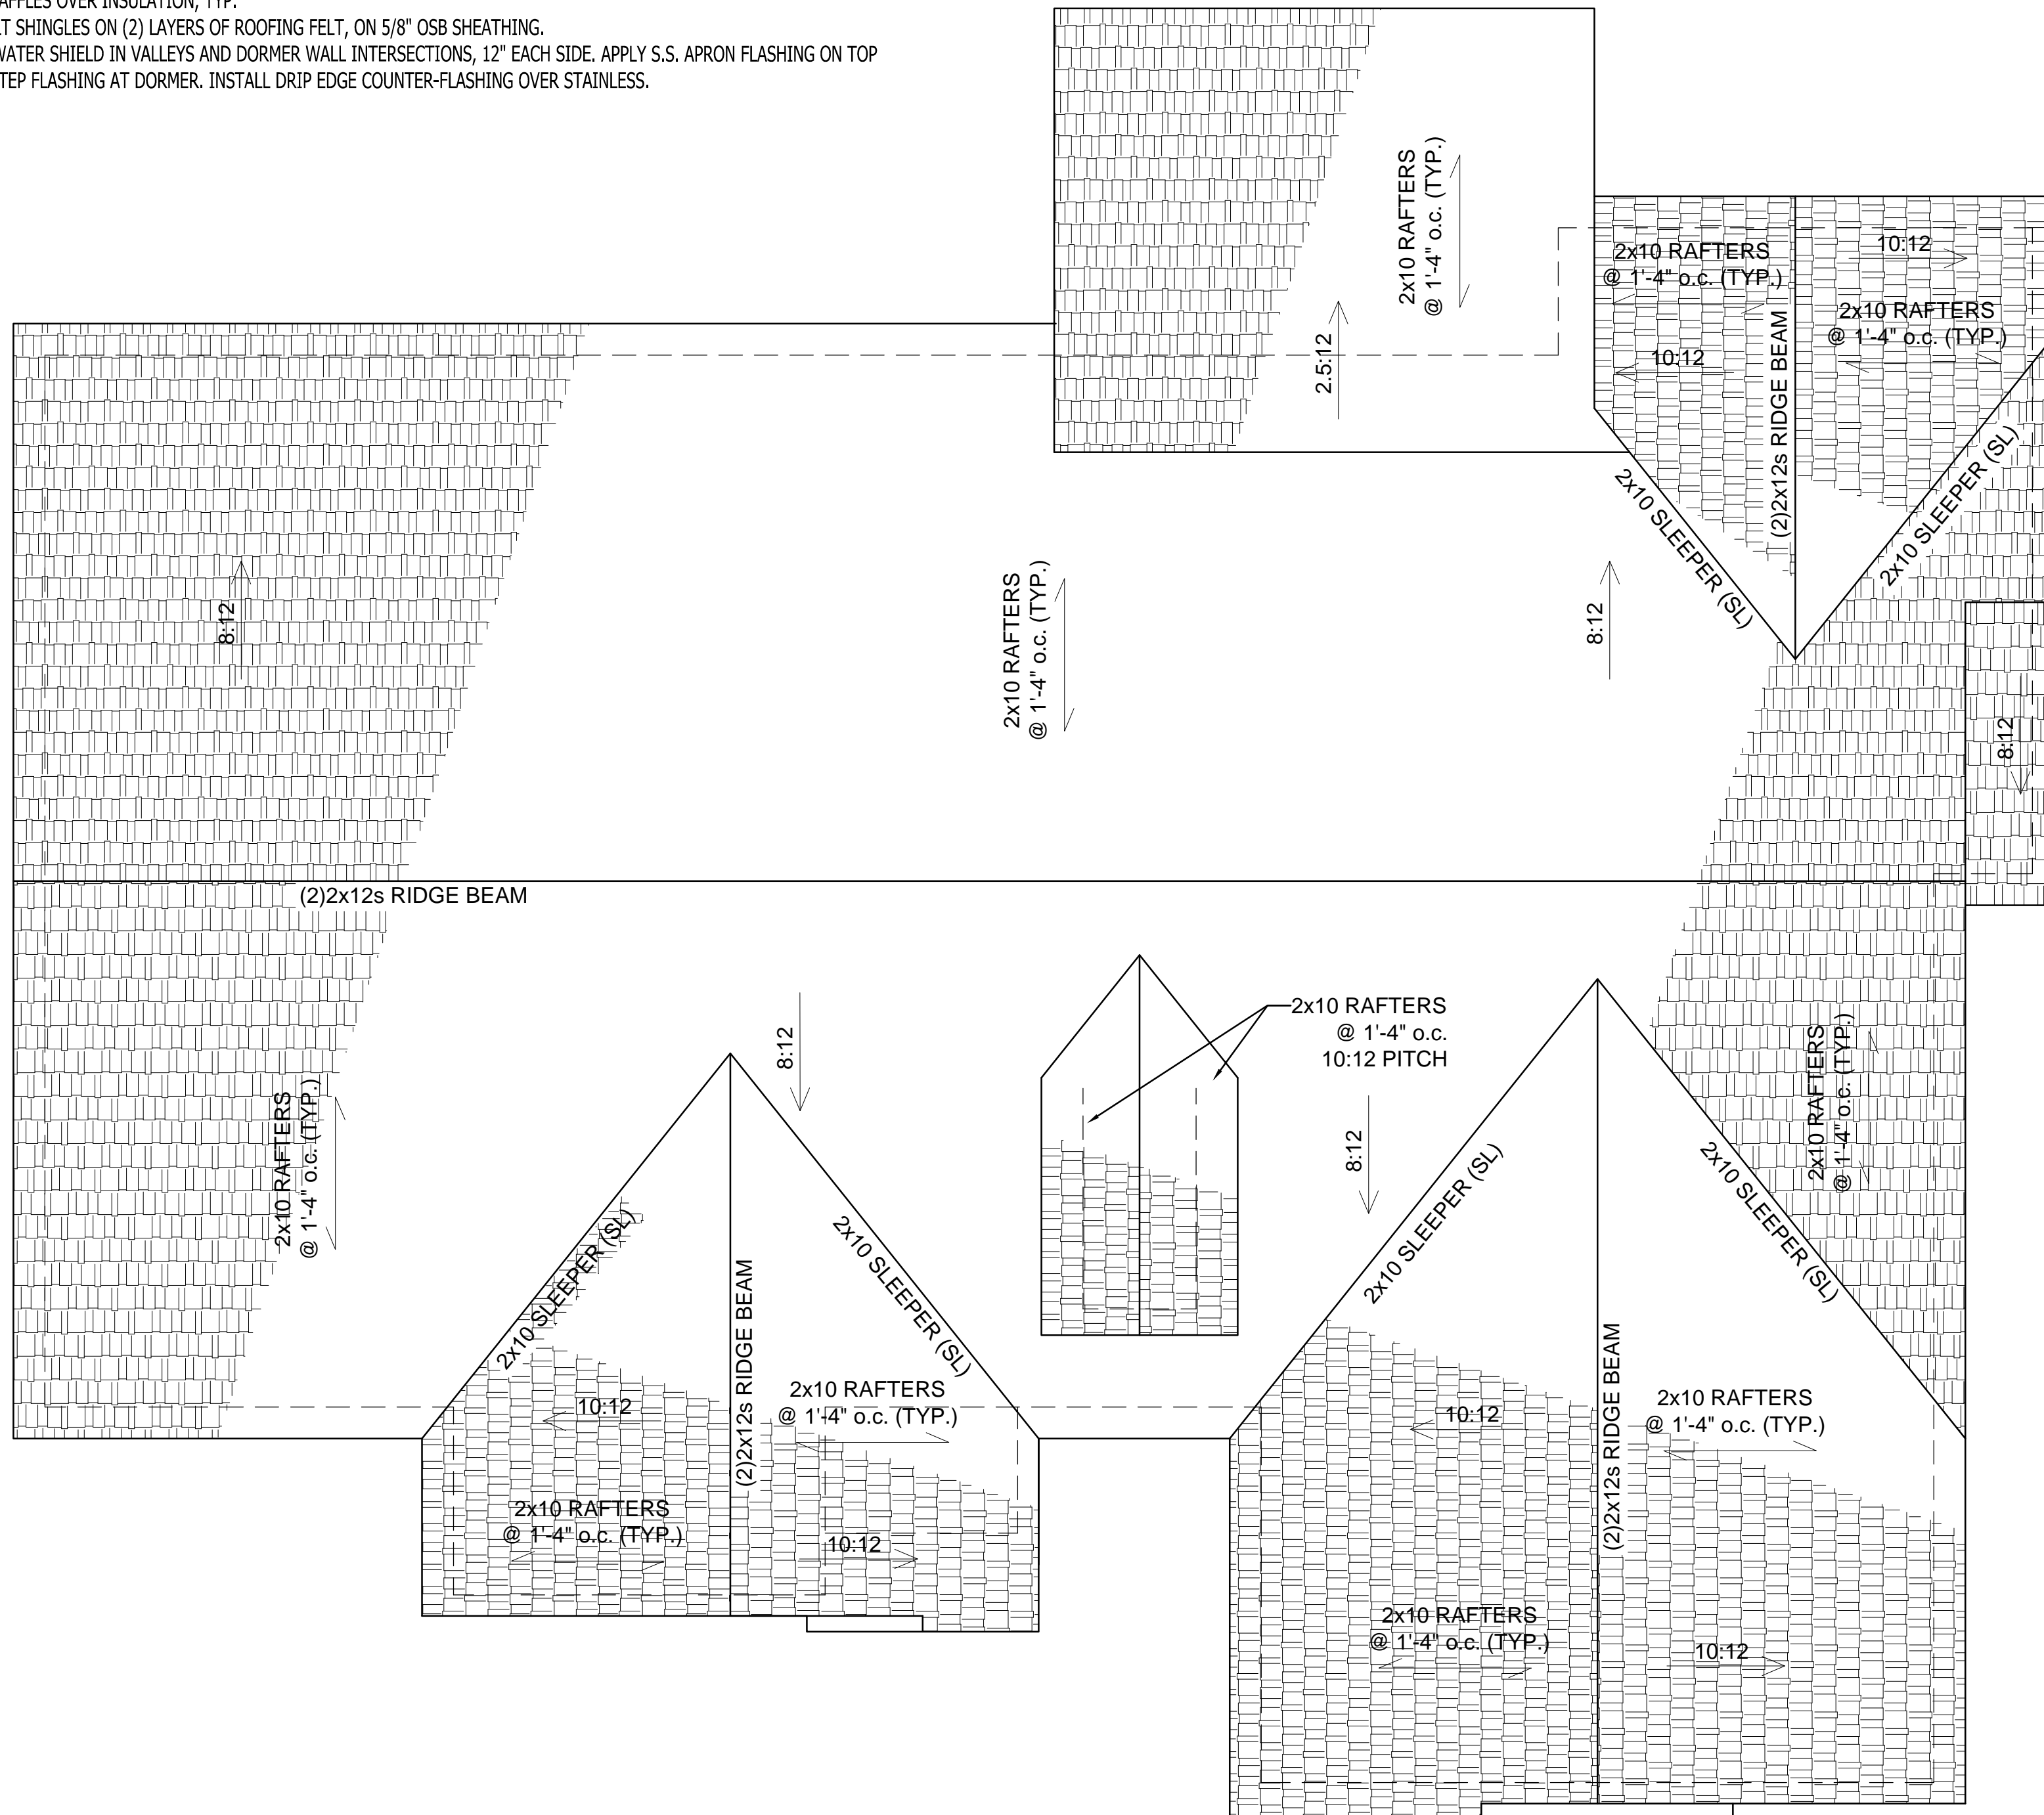 AFFLES OVER INSULATION, TYP.
LT SHINGLES ON (2) LAYERS OF ROOFING FELT, ON 5/8" OSB SHEATHING.
WATER SHIELD IN VALLEYS AND DORMER WALL INTERSECTIONS, 12" EACH SIDE. APPLY S.S. APRON FLASHING ON TOP
TEP FLASHING AT DORMER. INSTALL DRIP EDGE COUNTER-FLASHING OVER STAINLESS.
2x10 RAFTERS
@ 1'-4" o.c. (TYP.)
2.5:12
2x10 RAFTERS
@ 1'-4" o.c. (TYP.)
10:12
(2)2x12s RIDGE BEAM
10:12
2x10 RAFTERS
@ 1'-4" o.c. (TYP.)
2x10 SLEEPER (SL)
2x10 SLEEPER (SL)
8:12
2x10 RAFTERS
@ 1'-4" o.c. (TYP.)
8:12
8:12
(2)2x12s RIDGE BEAM
2x10 RAFTERS
@ 1'-4" o.c. (TYP.)
8:12
2x10 RAFTERS
@ 1'-4" o.c.
10:12 PITCH
8:12
2x10 RAFTERS
@ 1'-4" o.c. (TYP.)
2x10 SLEEPER (SL)
(2)2x12s RIDGE BEAM
2x10 SLEEPER (SL)
10:12
2x10 RAFTERS
@ 1'-4" o.c. (TYP.)
2x10 RAFTERS
@ 1'-4" o.c. (TYP.)
10:12
2x10 SLEEPER (SL)
(2)2x12s RIDGE BEAM
2x10 SLEEPER (SL)
10:12
2x10 RAFTERS
@ 1'-4" o.c. (TYP.)
2x10 RAFTERS
@ 1'-4" o.c. (TYP.)
10:12